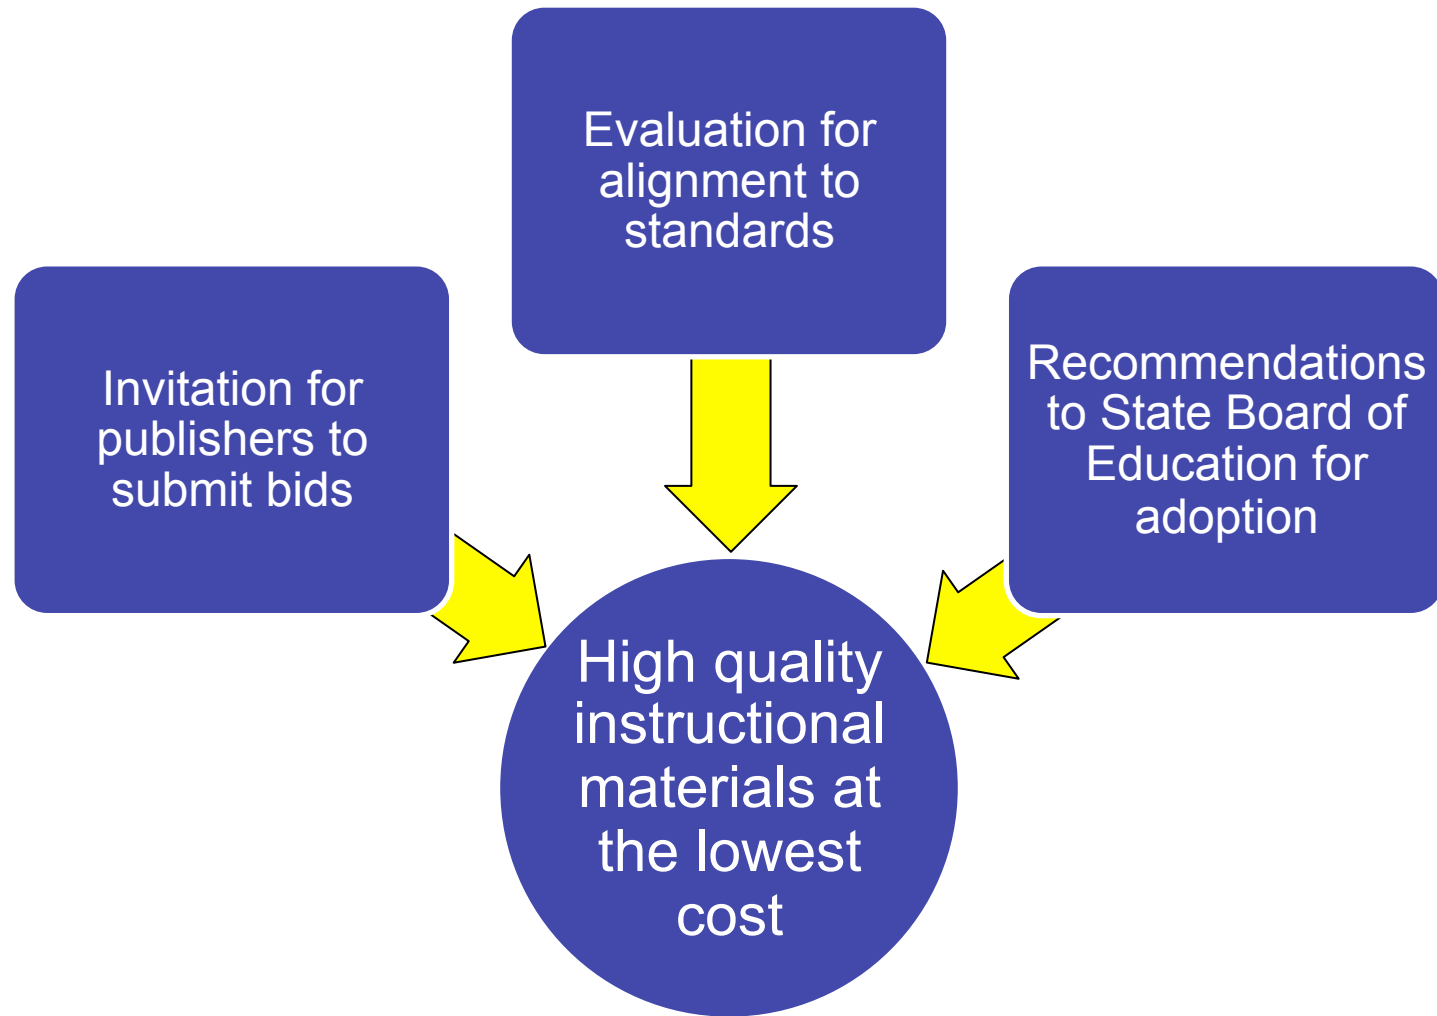 Evaluation for
alignment to
standards
Invitation for
publishers to
submit bids
Recommendations
to State Board of
Education for
adoption
High quality
instructional
materials at
the lowest
cost